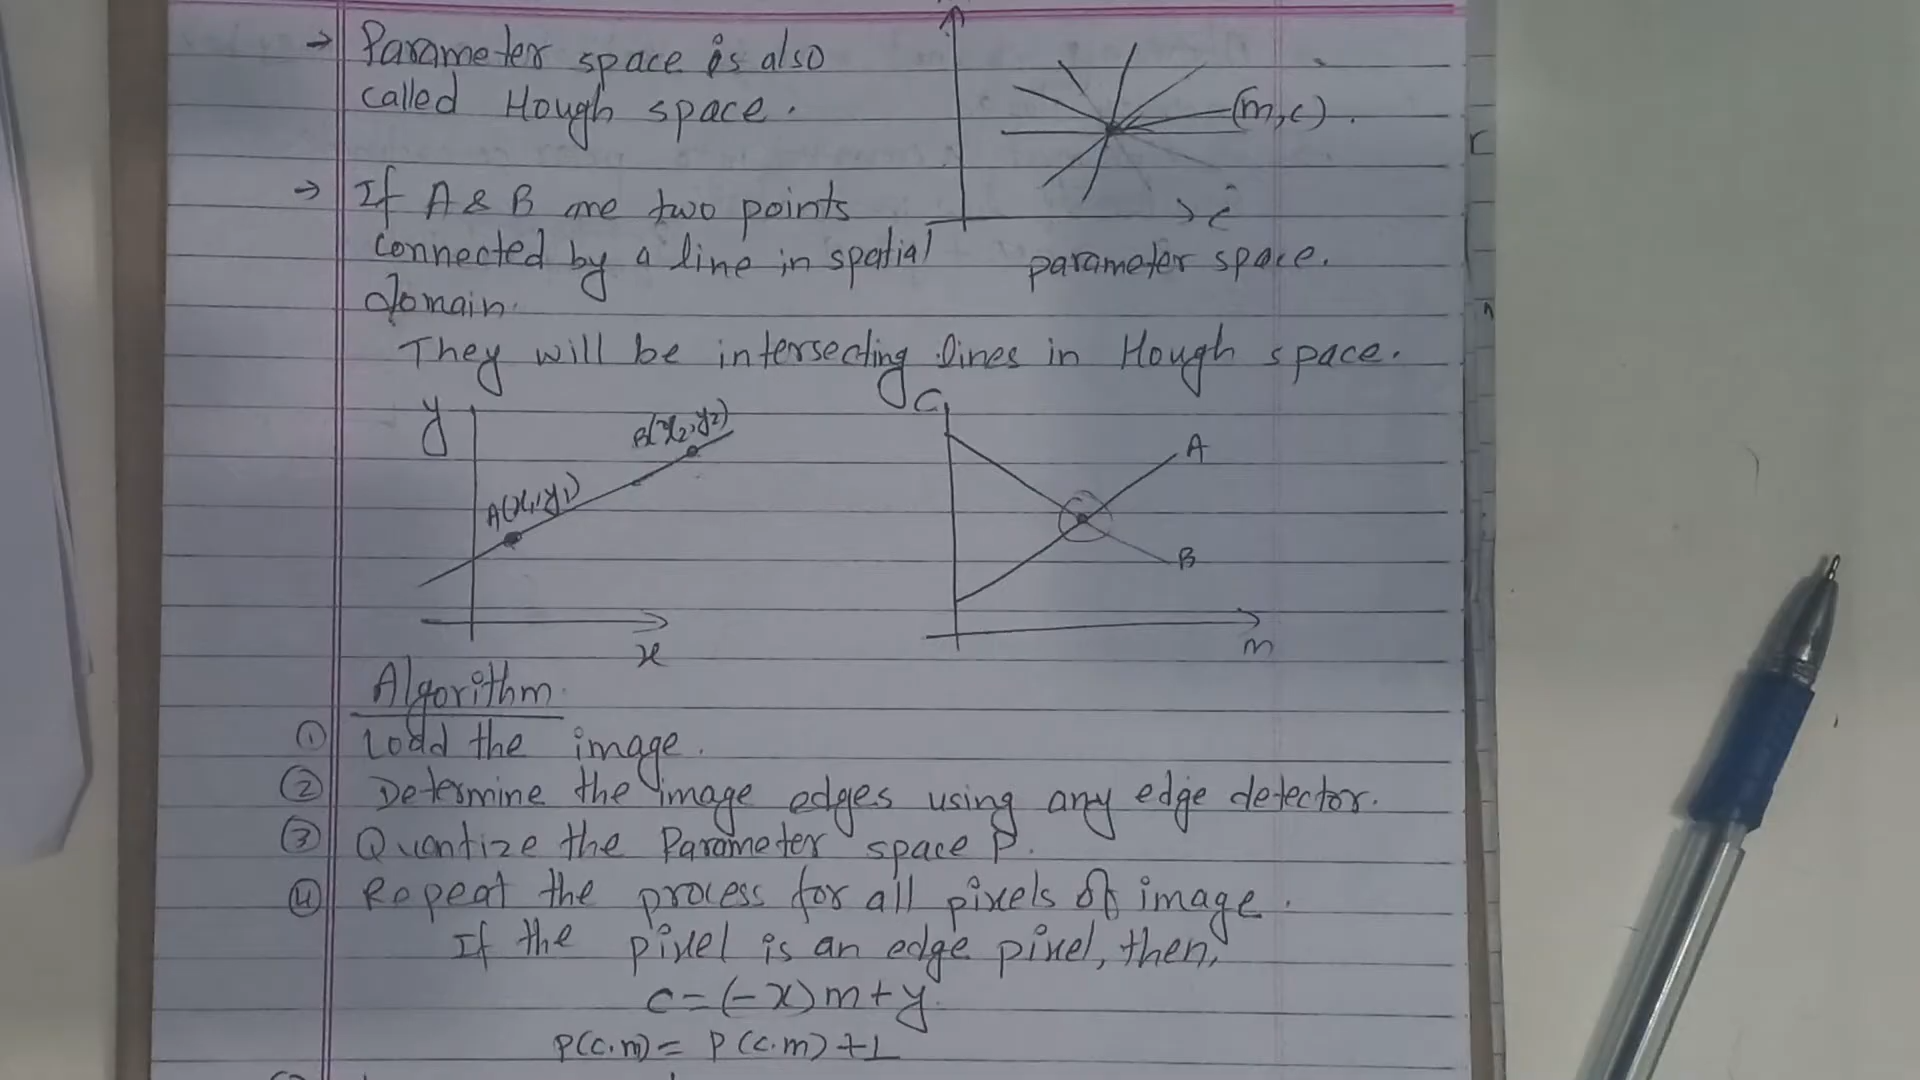 → Parameter space is also
called Hough space.
(m,c).
→ If A & B are two points
connected by a line in spatial
domain.
c
parameter space.
They will be intersecting lines in Hough space.
y
A(x1,y1)
B(x2,y2)
x
C
A
B
m
Algorithm
① Load the image.
② Determine the image edges using any edge detector.
③ Quantize the Parameter space P.
④ Repeat the process for all pixels of image.
If the pixel is an edge pixel, then,
c=(-x)m+y.
P(c.m)= P(c.m)+1